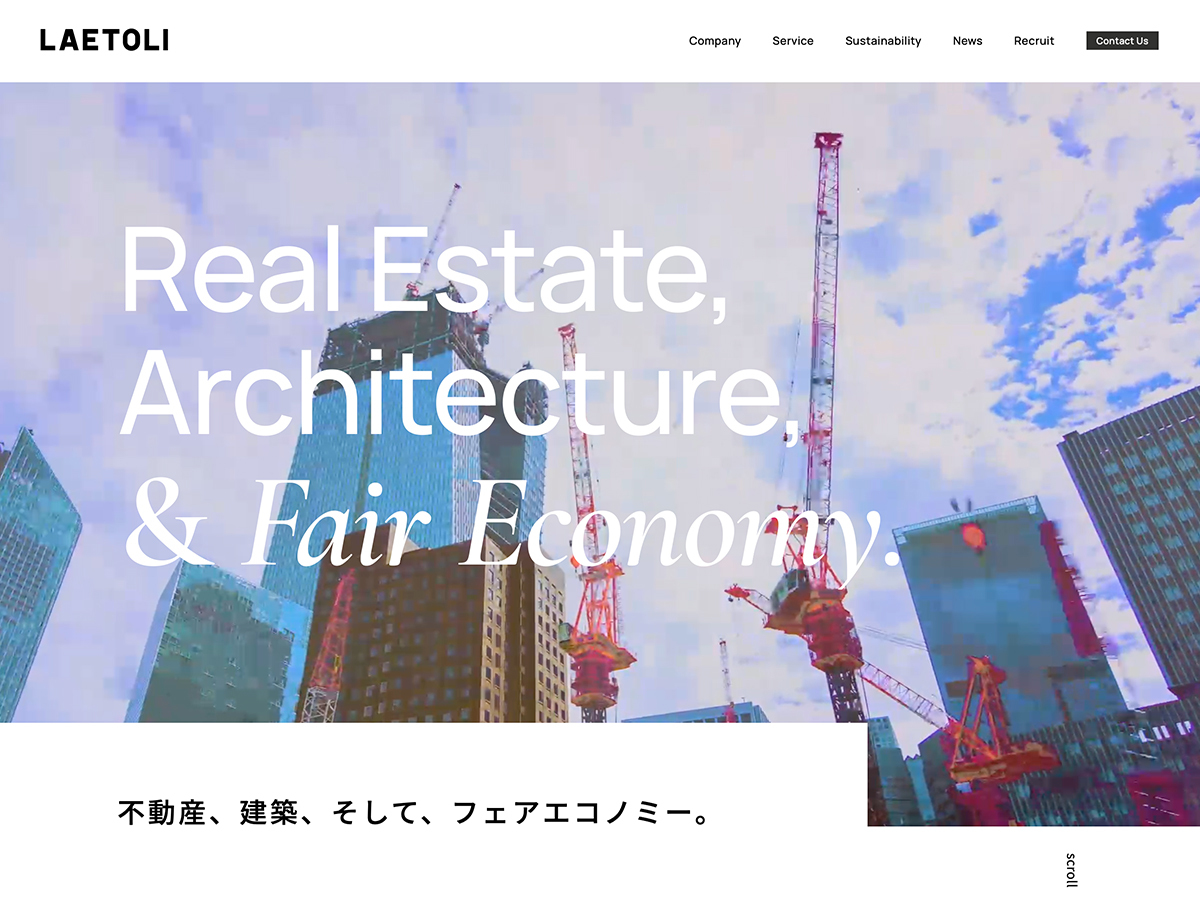 LAETOLI
Company Service Sustainability News Recruit Contact Us
Real Estate,
Architecture,
& Fair Economy.
不動産、建築、そして、フェアエコノミー。
scroll